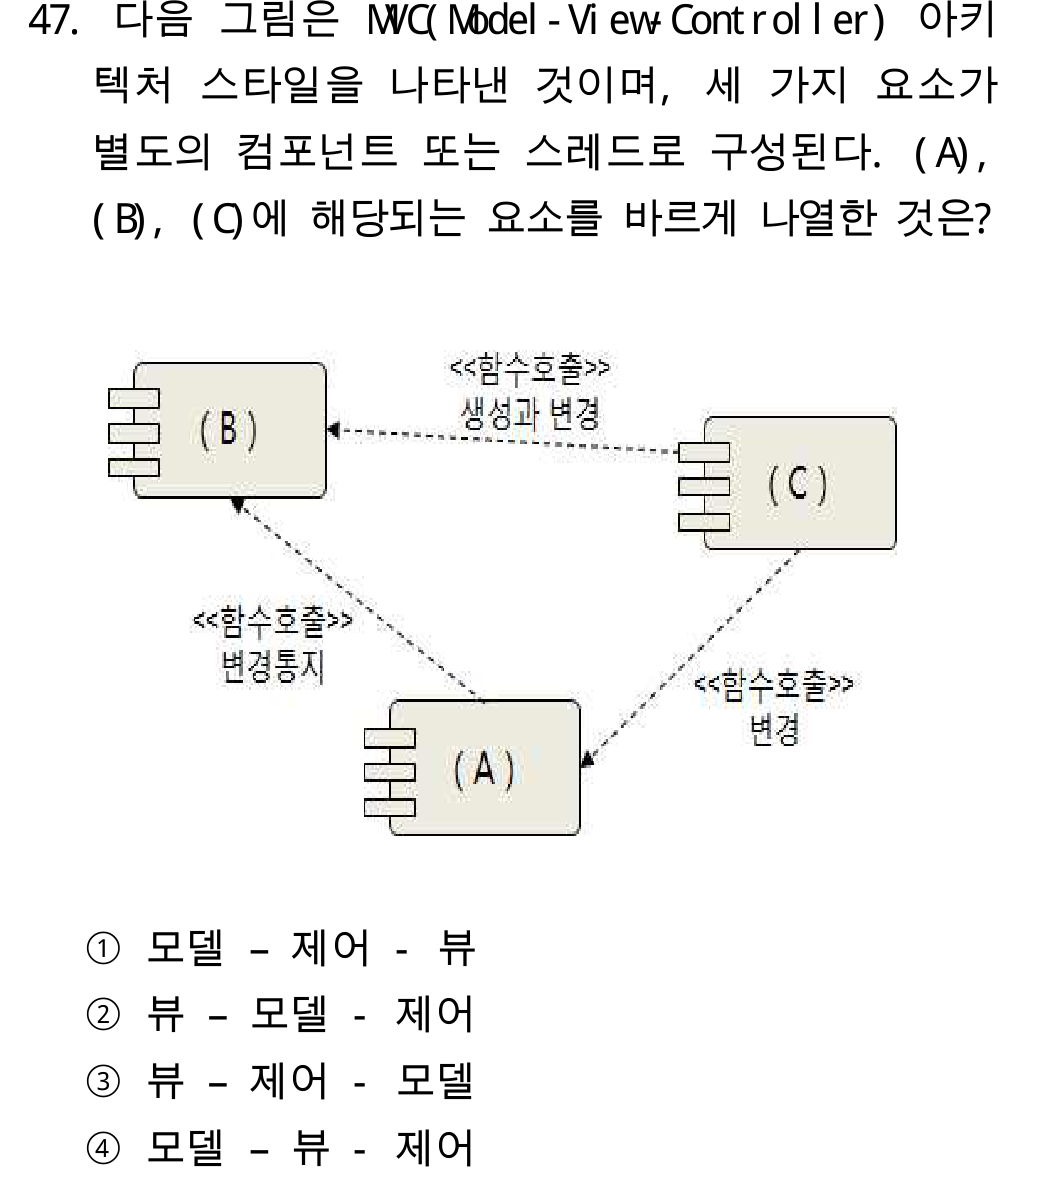 47. 다음 그림은 MVC(Model-View-Controller) 아키
텍처 스타일을 나타낸 것이며, 세 가지 요소가
별도의 컴포넌트 또는 스레드로 구성된다. (A),
(B), (C)에 해당되는 요소를 바르게 나열한 것은?
<<함수호출>>
생성과 변경
(B)
(C)
<<함수호출>>
변경통지
<<함수호출>>
변경
(A)
① 모델 – 제어 - 뷰
② 뷰 – 모델 - 제어
③ 뷰 – 제어 - 모델
④ 모델 – 뷰 - 제어